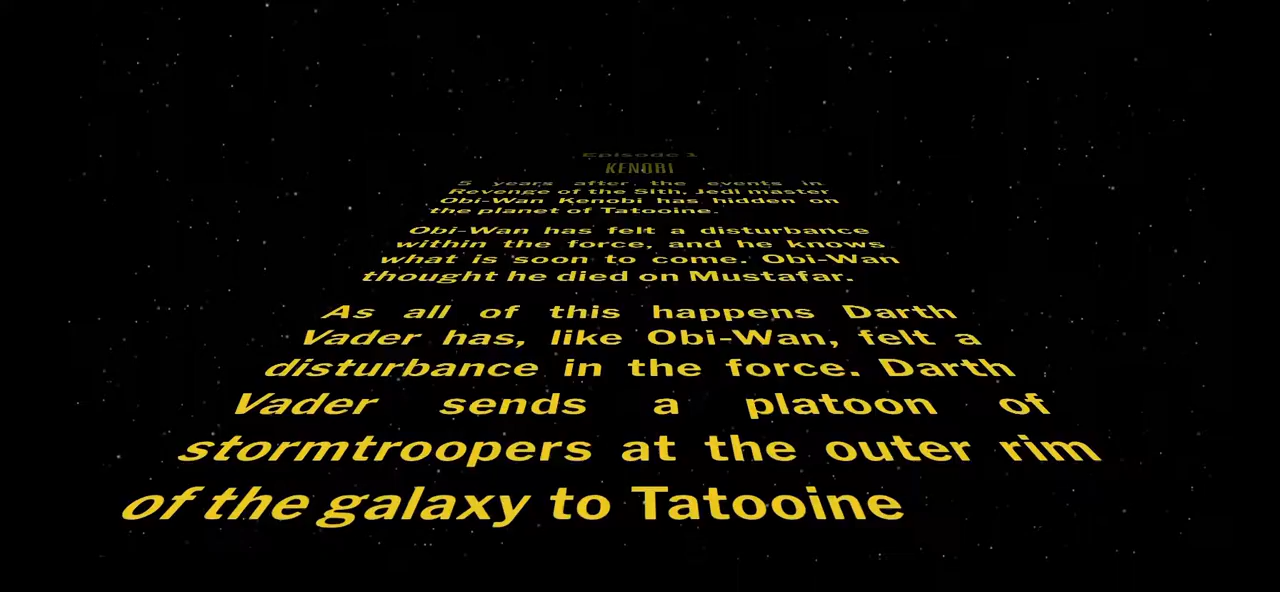 Episode 1
KENOBI
5 years after the events in
Revenge of the Sith, Jedi master
Obi-Wan Kenobi has hidden on
the planet of Tatooine.
Obi-Wan has felt a disturbance
within the force, and he knows
what is soon to come. Obi-Wan
thought he died on Mustafar.
As all of this happens Darth
Vader has, like Obi-Wan, felt a
disturbance in the force. Darth
Vader sends a platoon of
stormtroopers at the outer rim
of the galaxy to Tatooine